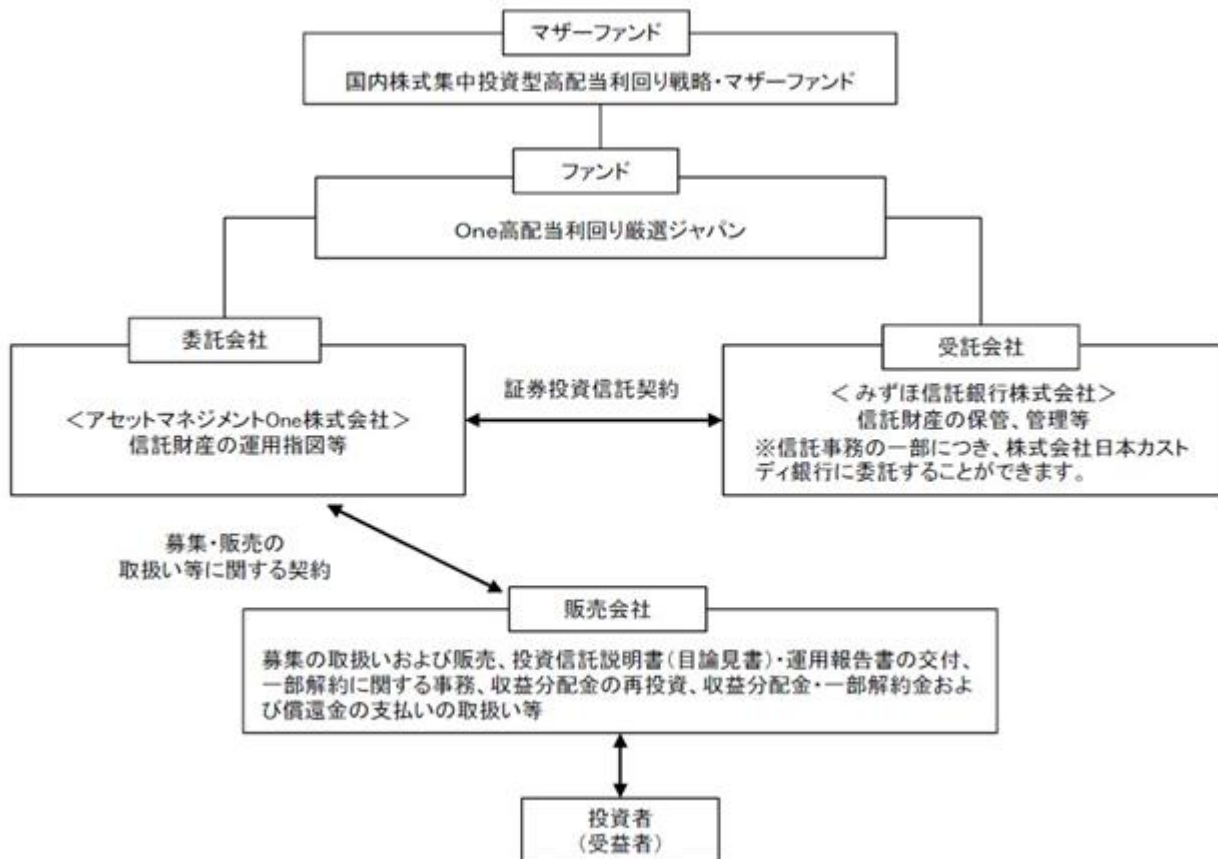 マザーファンド
国内株式集中投資型高配当利回り戦略・マザーファンド
ファンド
One高配当利回り厳選ジャパン
委託会社
<アセットマネジメントOne株式会社>
信託財産の運用指図等
証券投資信託契約
受託会社
< みずほ信託銀行株式会社>
信託財産の保管、管理等
※信託事務の一部につき、株式会社日本カスト
ディ銀行に委託することができます。
募集・販売の
取扱い等に関する契約
販売会社
募集の取扱いおよび販売、投資信託説明書(目論見書)・運用報告書の交付、
一部解約に関する事務、収益分配金の再投資、収益分配金・一部解約金およ
び償還金の支払いの取扱い等
投資者
(受益者)